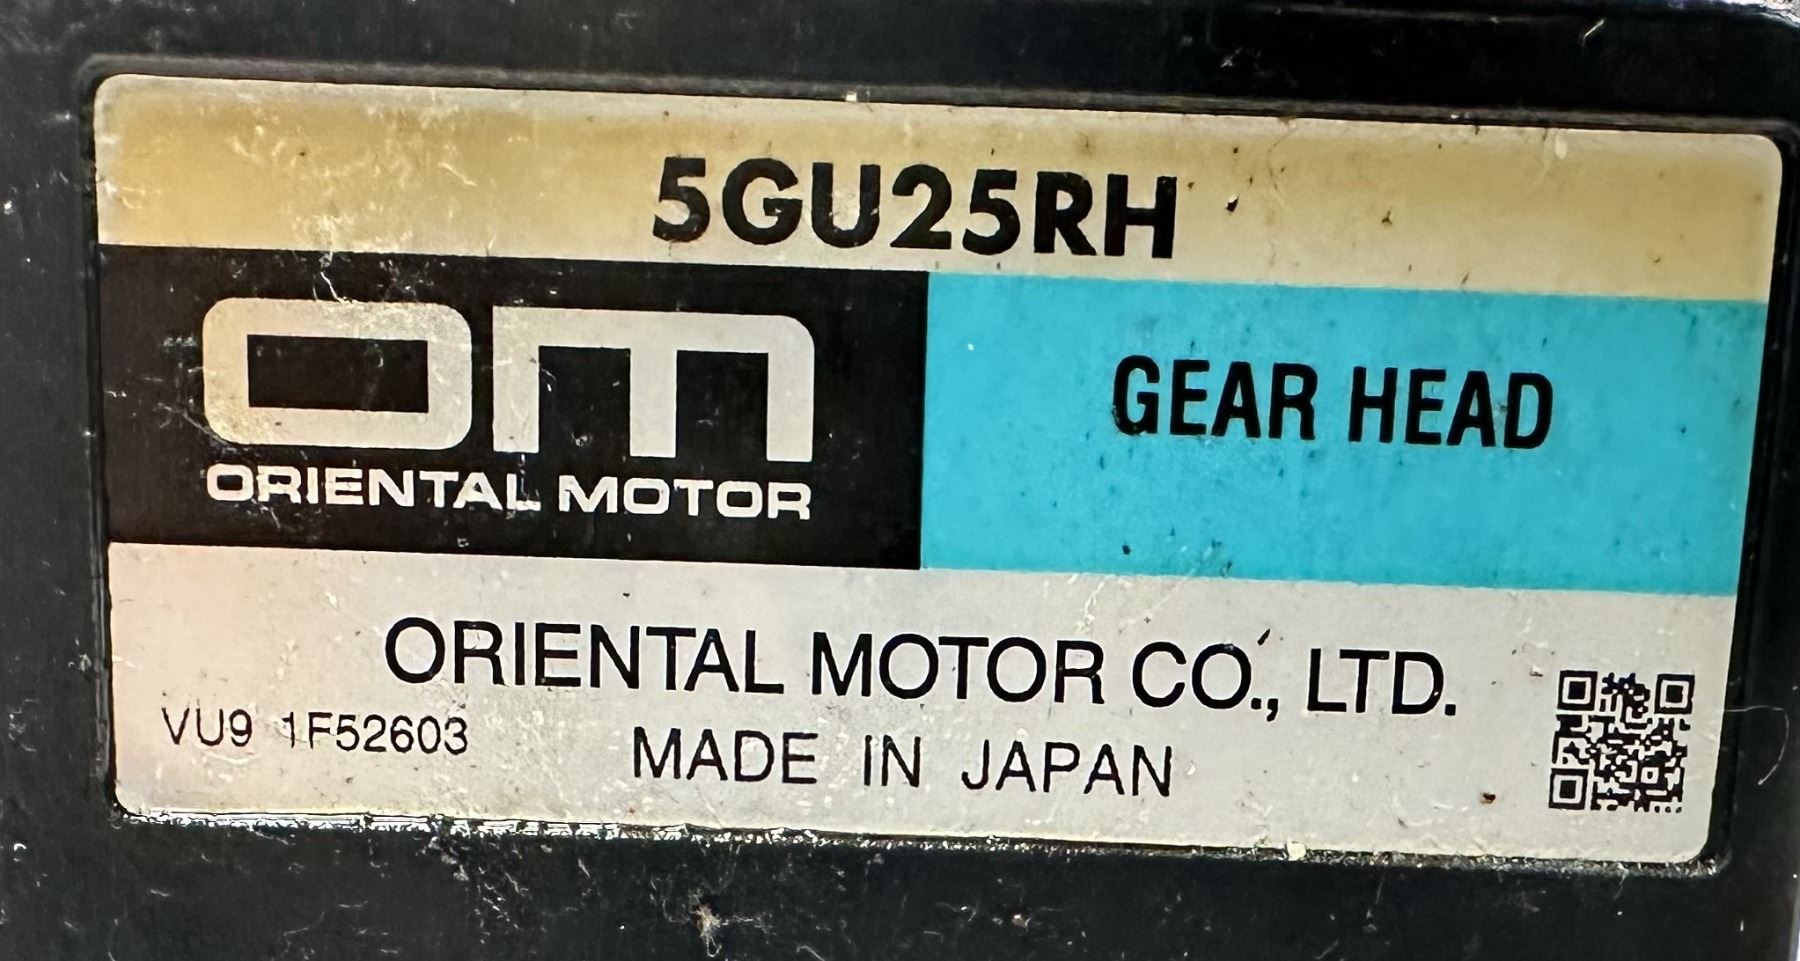 5GU25RH
om
ORIENTAL MOTOR
GEAR HEAD
ORIENTAL MOTOR CO., LTD.
VU9 1F52603
MADE IN JAPAN